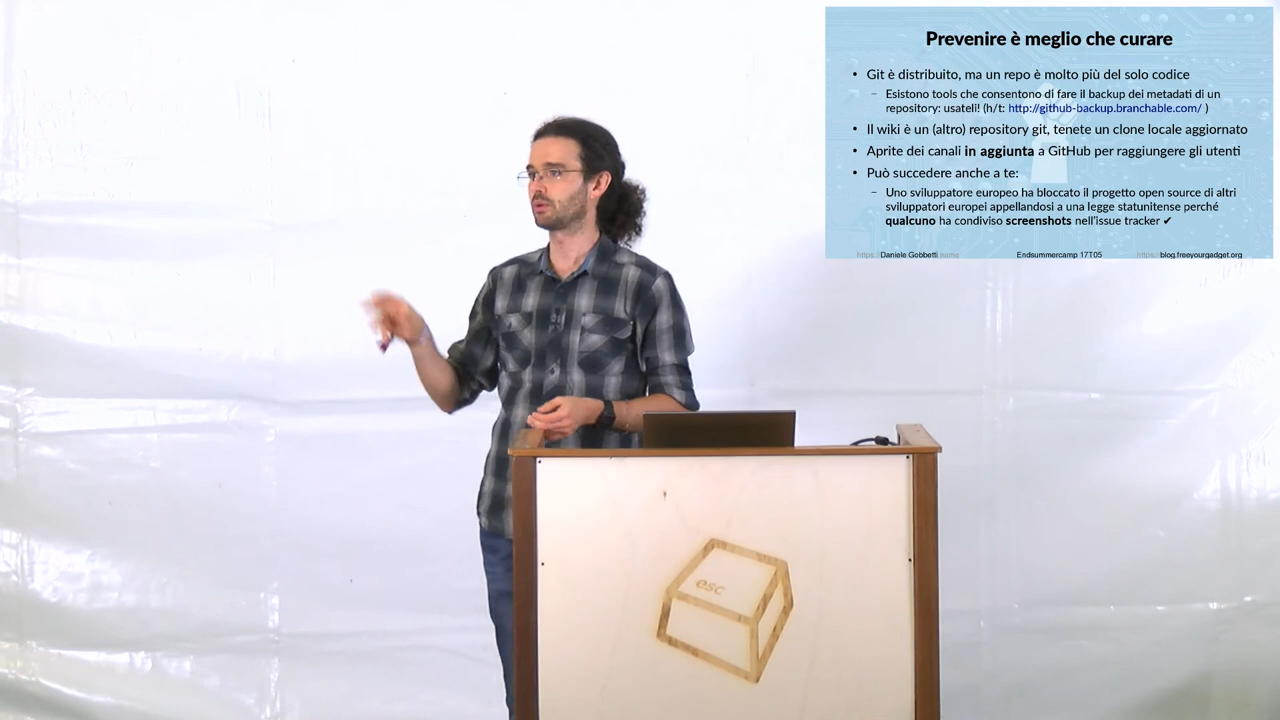 Prevenire è meglio che curare
• Git è distribuito, ma un repo è molto più del solo codice
– Esistono tools che consentono di fare il backup dei metadati di un
repository: usateli! (h/t: http://github-backup.branchable.com/ )
• Il wiki è un (altro) repository git, tenete un clone locale aggiornato
• Aprite dei canali in aggiunta a GitHub per raggiungere gli utenti
• Può succedere anche a te:
– Uno sviluppatore europeo ha bloccato il progetto open source di altri
sviluppatori europei appellandosi a una legge statunitense perché
qualcuno ha condiviso screenshots nell'issue tracker ✔
https:/ Daniele Gobbetti Endsummercamp 17T05 https:// blog.freeyourgadget.org
esc